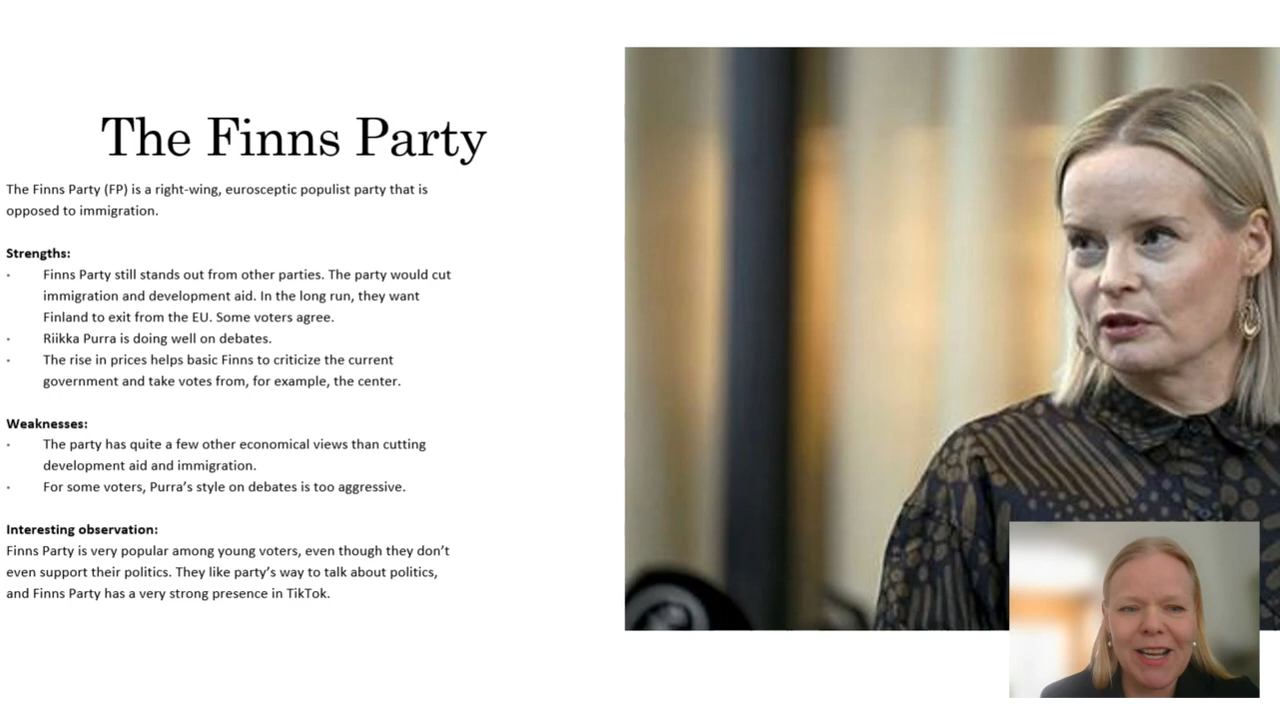 The Finns Party
The Finns Party (FP) is a right-wing, eurosceptic populist party that is
opposed to immigration.
Strengths:
• Finns Party still stands out from other parties. The party would cut
immigration and development aid. In the long run, they want
Finland to exit from the EU. Some voters agree.
• Riikka Purra is doing well on debates.
• The rise in prices helps basic Finns to criticize the current
government and take votes from, for example, the center.
Weaknesses:
• The party has quite a few other economical views than cutting
development aid and immigration.
• For some voters, Purra’s style on debates is too aggressive.
Interesting observation:
Finns Party is very popular among young voters, even though they don’t
even support their politics. They like party’s way to talk about politics,
and Finns Party has a very strong presence in TikTok.